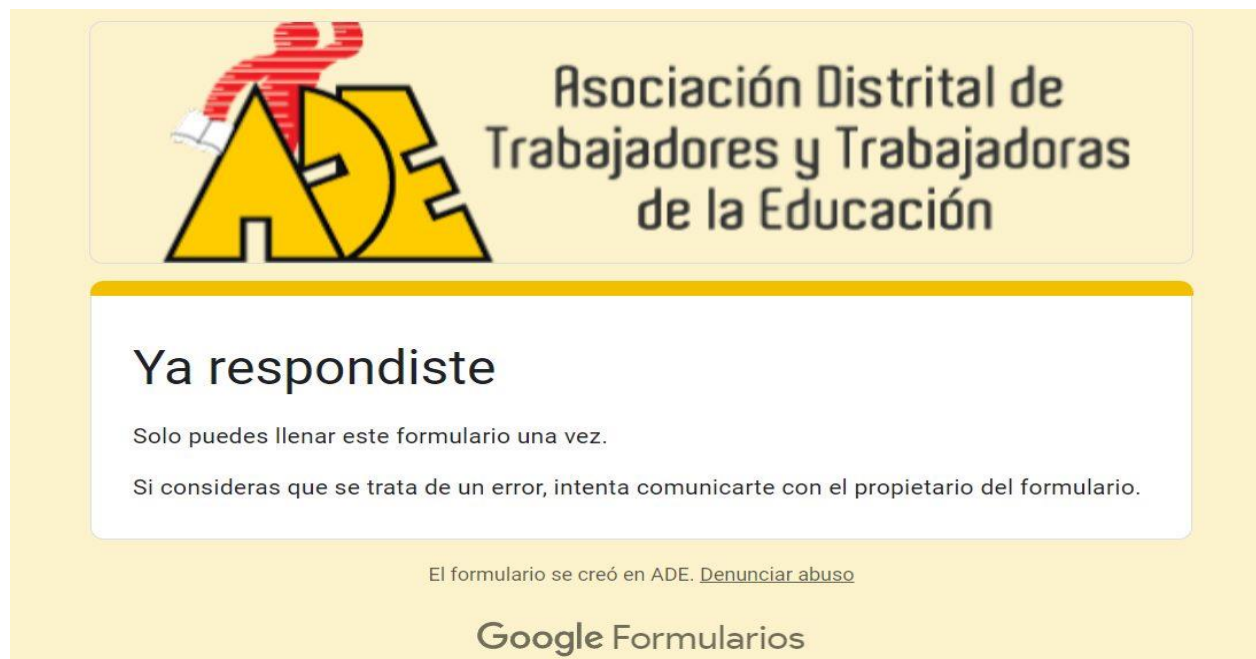 ADE
Asociación Distrital de
Trabajadores y Trabajadoras
de la Educación
Ya respondiste
Solo puedes llenar este formulario una vez.
Si consideras que se trata de un error, intenta comunicarte con el propietario del formulario.
El formulario se creó en ADE. Denunciar abuso
Google Formularios